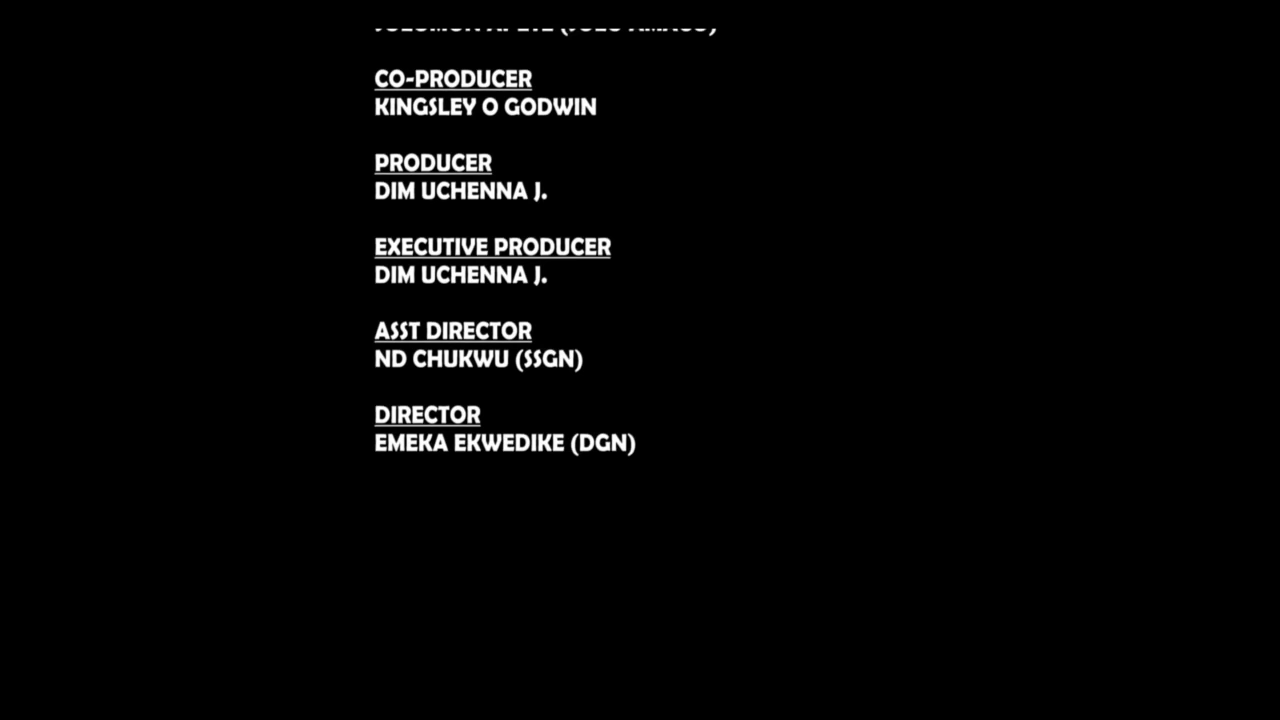 SOLOMON
CO-PRODUCER
KINGSLEY O GODWIN
PRODUCER
DIM UCHENNA J.
EXECUTIVE PRODUCER
DIM UCHENNA J.
ASST DIRECTOR
ND CHUKWU (SSGN)
DIRECTOR
EMEKA EKWEDIKE (DGN)